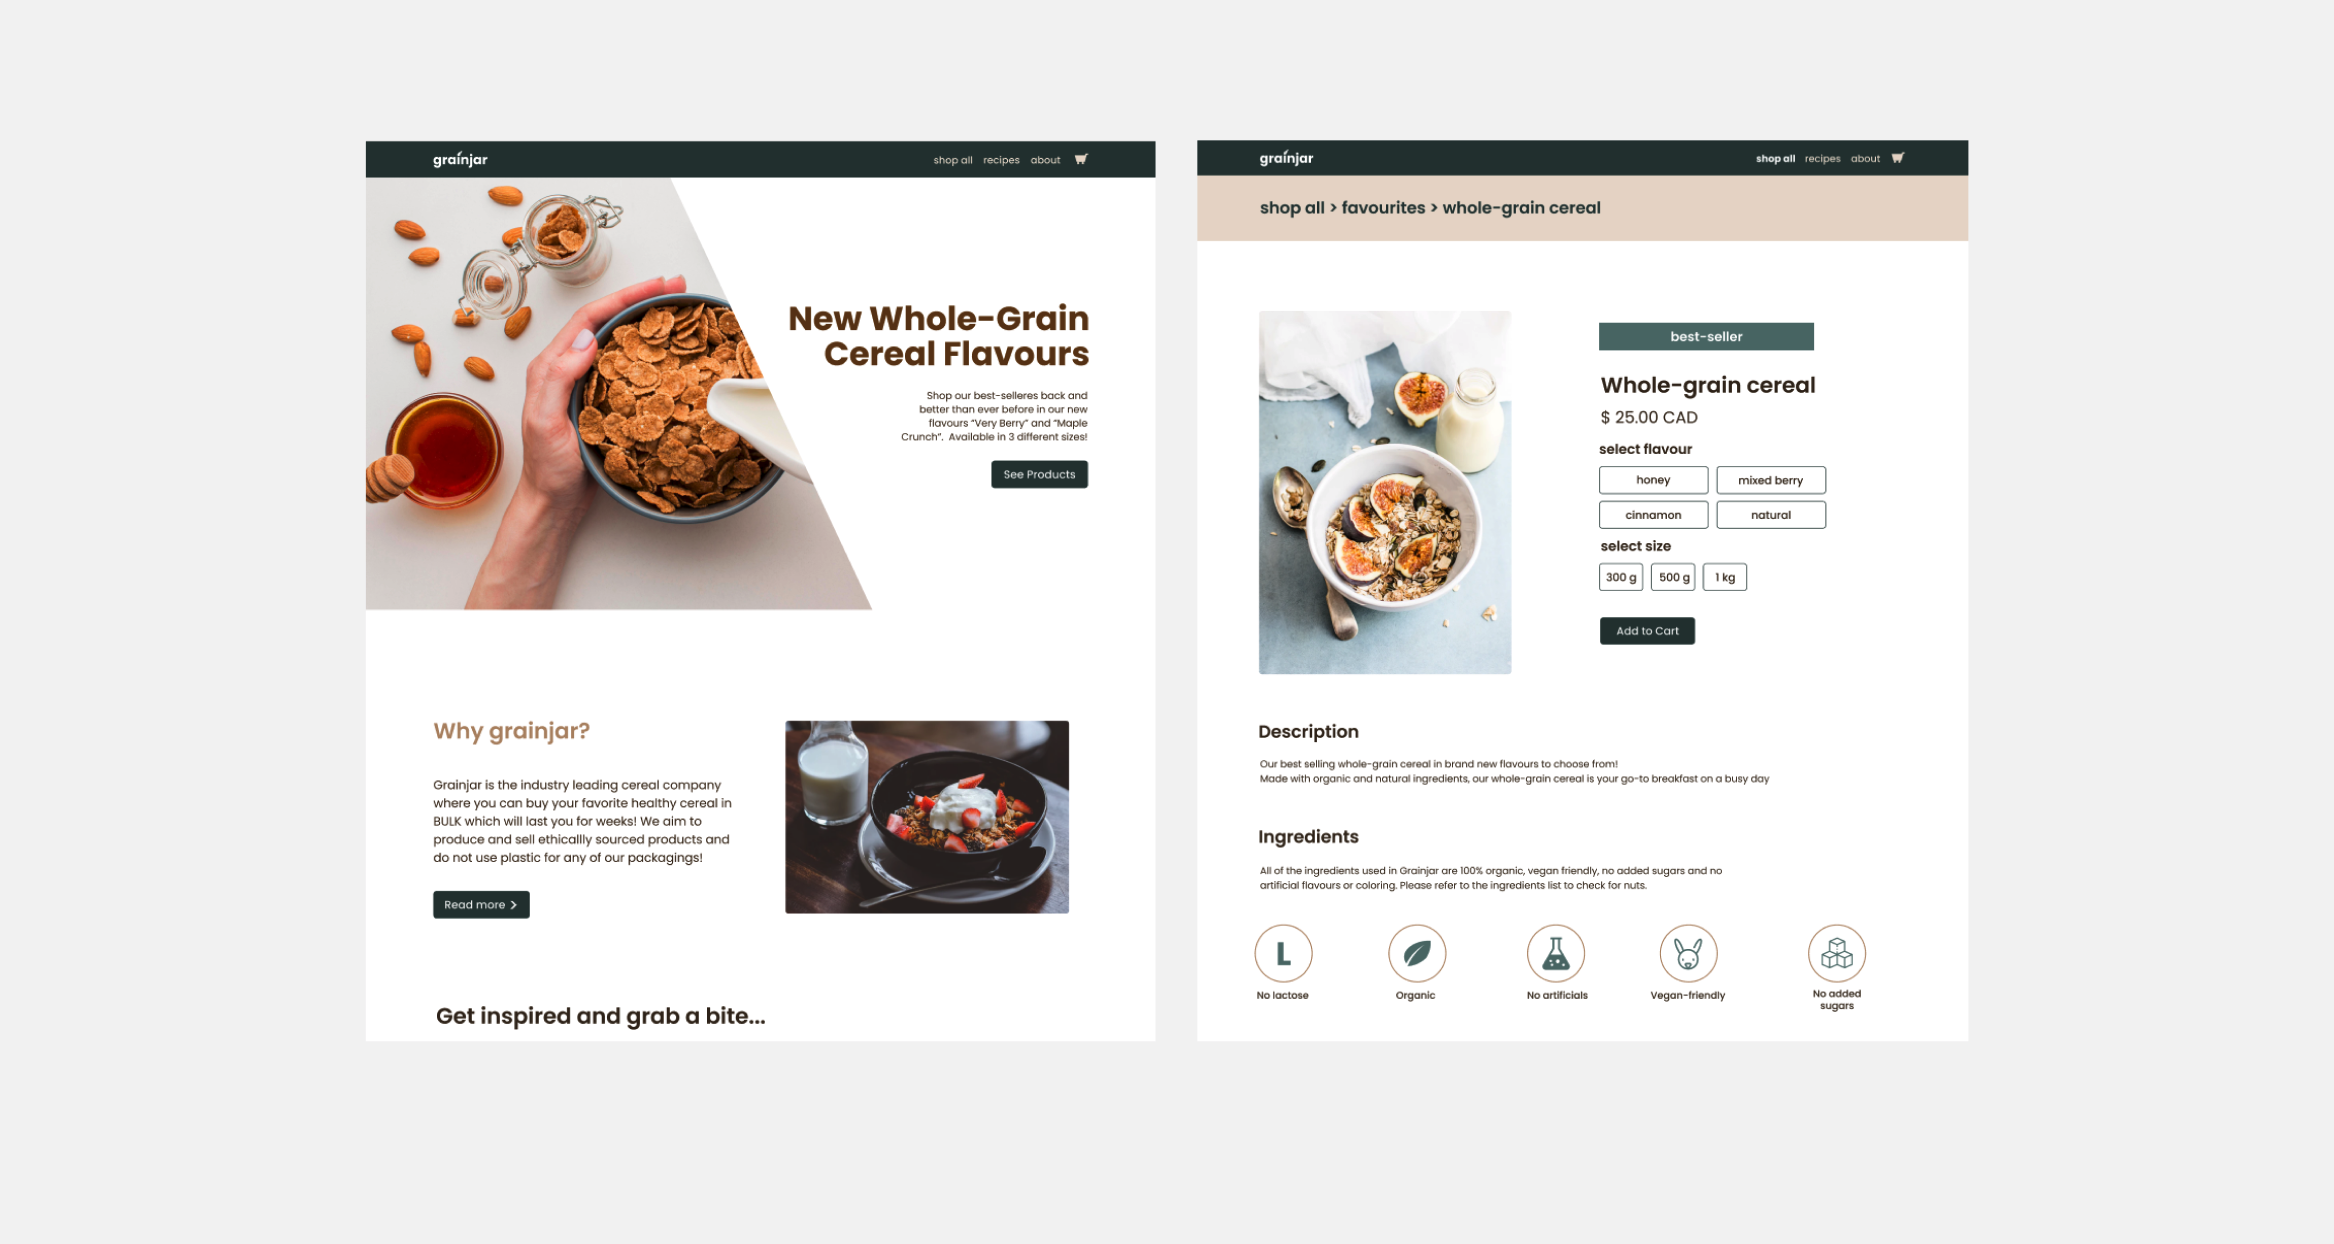 grainjar
shop all recipes about
New Whole-Grain
Cereal Flavours
Shop our best-selleres back and
better than ever before in our new
flavours “Very Berry” and “Maple
Crunch”. Available in 3 different sizes!
See Products
Why grainjar?
Grainjar is the industry leading cereal company
where you can buy your favorite healthy cereal in
BULK which will last you for weeks! We aim to
produce and sell ethicallly sourced products and
do not use plastic for any of our packagings!
Read more >
Get inspired and grab a bite...
grainjar
shop all recipes about
shop all > favourites > whole-grain cereal
best-seller
Whole-grain cereal
$ 25.00 CAD
select flavour
honey mixed berry
cinnamon natural
select size
300 g 500 g 1 kg
Add to Cart
Description
Our best selling whole-grain cereal in brand new flavours to choose from!
Made with organic and natural ingredients, our whole-grain cereal is your go-to breakfast on a busy day
Ingredients
All of the ingredients used in Grainjar are 100% organic, vegan friendly, no added sugars and no
artificial flavours or coloring. Please refer to the ingredients list to check for nuts.
L
No lactose Organic No artificials Vegan-friendly No added
sugars